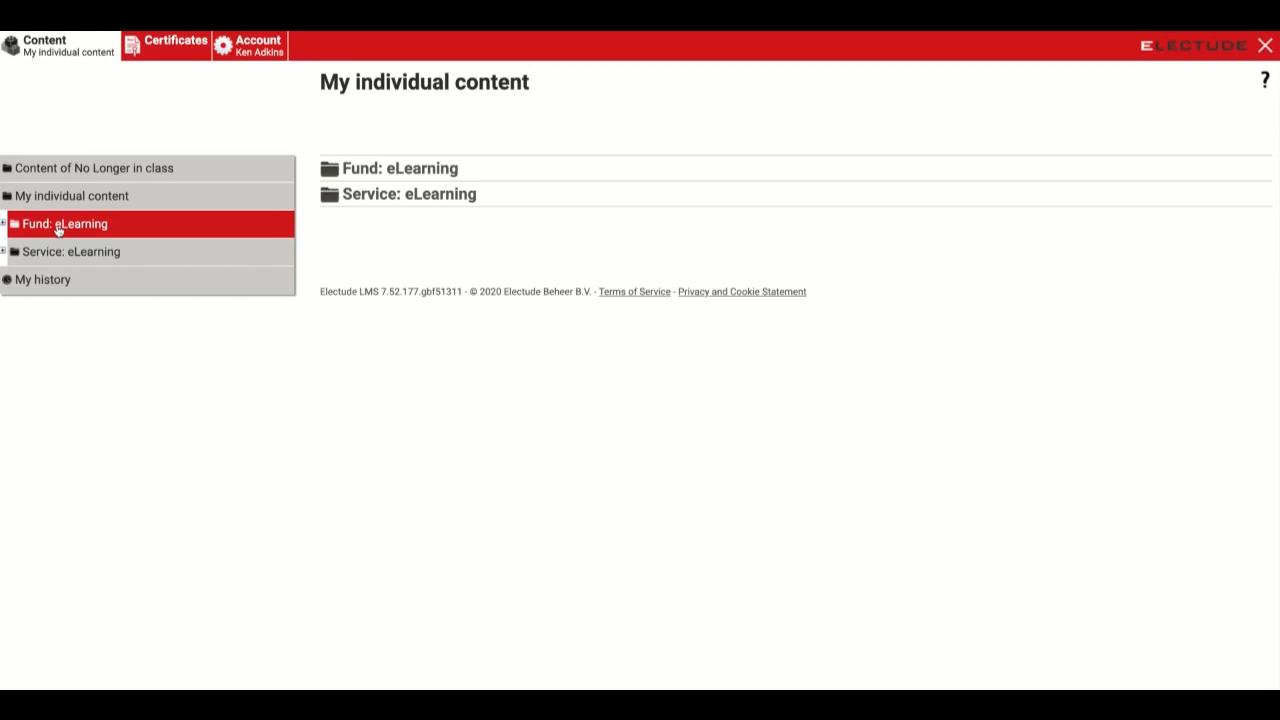 Content
My individual content
Certificates
Account
Ken Adkins
ELECTUDE
My individual content
?
Content of No Longer in class
My individual content
Fund: eLearning
Service: eLearning
My history
Fund: eLearning
Service: eLearning
Electude LMS 7.52.177.gbf51311 - © 2020 Electude Beheer B.V. - Terms of Service - Privacy and Cookie Statement